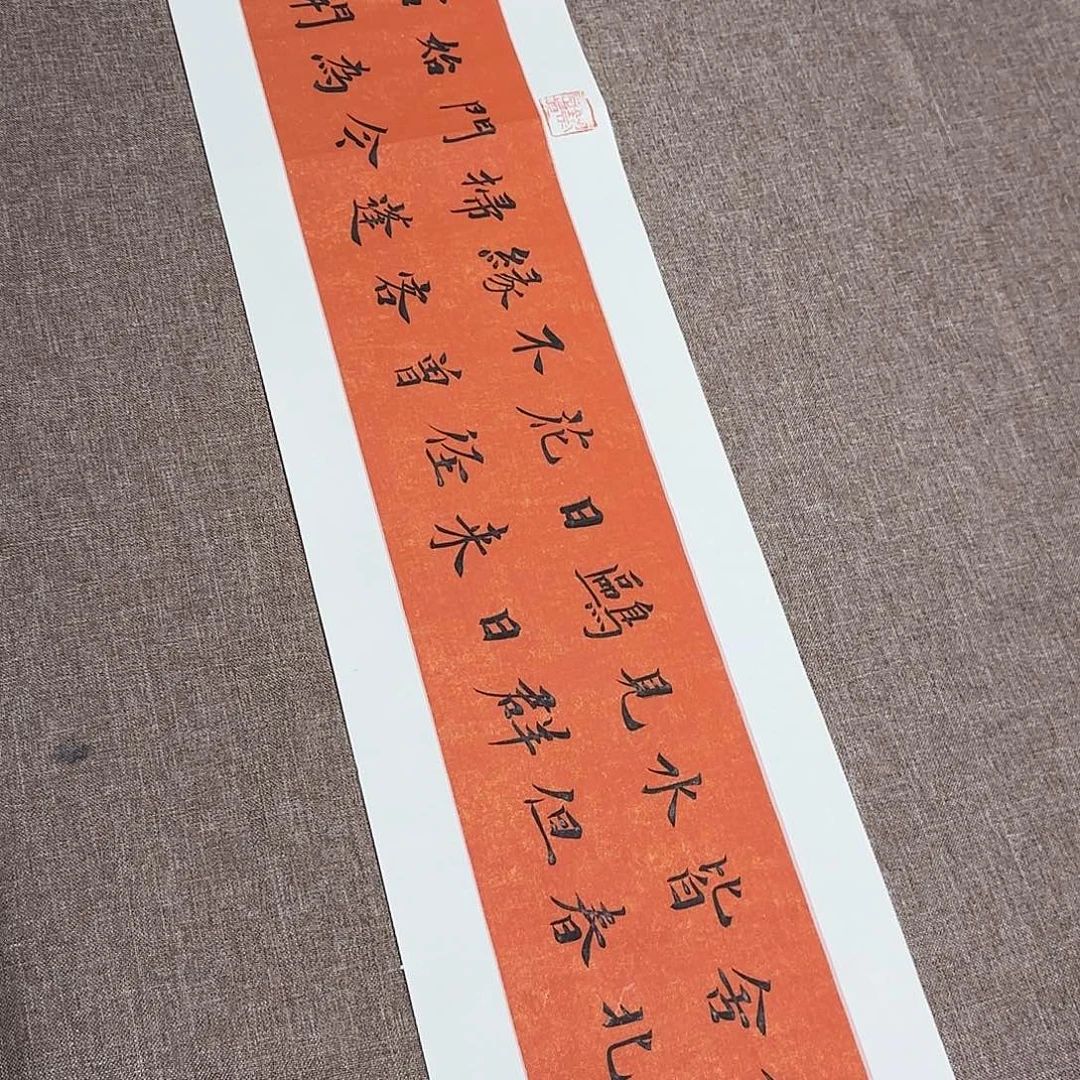 舍北
皆春
水但
見群
鷗日
日來
花徑
不曾
緣客
掃蓬
門今
始為